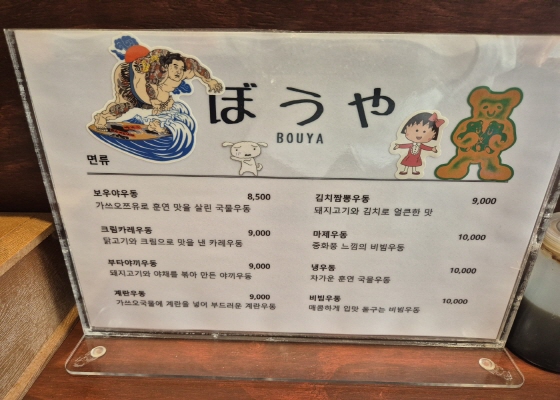 ぼうや
BOUYA
면류
보우야우동 8,500
가쓰오프유로 훈연 맛을 살린 국물우동
크림카레우동 9,000
닭고기와 크림으로 맛을 낸 카레우동
부타야끼우동 9,000
돼지고기와 야채를 볶아 만든 야끼우동
계란우동 9,000
가쓰오국물에 계란을 넣어 부드러운 계란우동
김치짬뽕우동 9,000
돼지고기와 김치로 얼큰한 맛
마제우동 10,000
중화풍 느낌의 비빔우동
냉우동 10,000
차가운 훈연 국물우동
비빔우동 10,000
매콤하게 입맛 돋구는 비빔우동